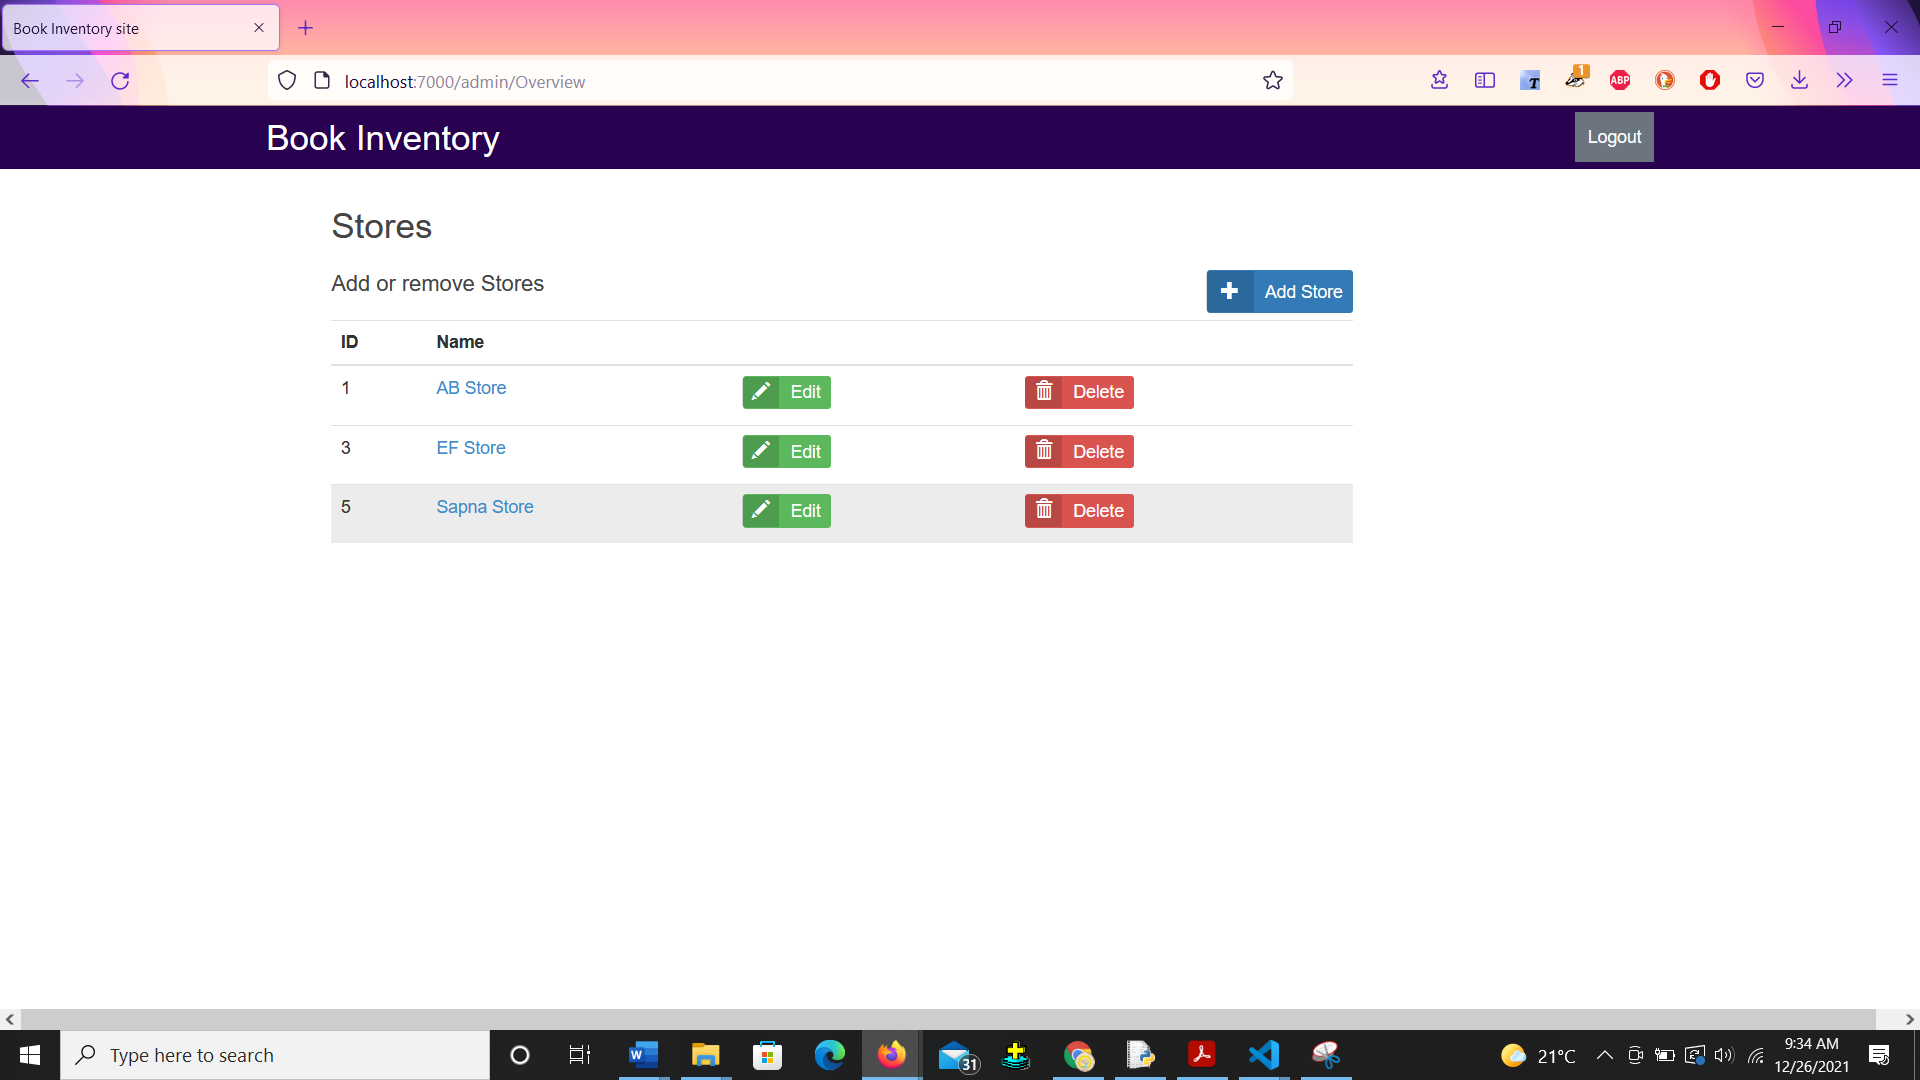 Book Inventory site
localhost:7000/admin/Overview
1
ABP
Book Inventory
Logout
Stores
Add or remove Stores
Add Store
ID Name
1 AB Store Edit Delete
3 EF Store Edit Delete
5 Sapna Store Edit Delete
Type here to search
31
21°C
9:34 AM
12/26/2021